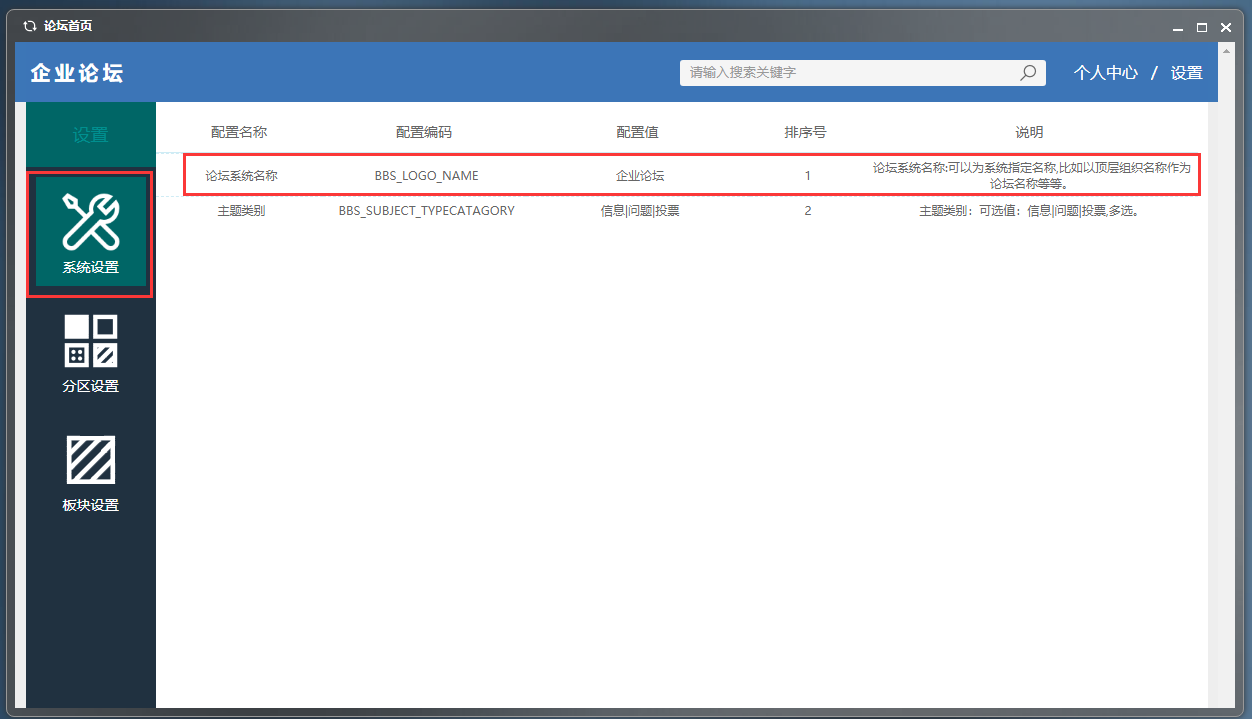 论坛首页
企业论坛
请输入搜索关键字
个人中心 / 设置
设置
配置名称 配置编码 配置值 排序号 说明
论坛系统名称 BBS_LOGO_NAME 企业论坛 1 论坛系统名称:可以为系统指定名称,比如以顶层组织名称作为
论坛名称等等。
主题类别 BBS_SUBJECT_TYPECATAGORY 信息|问题|投票 2 主题类别：可选值：信息|问题|投票,多选。
系统设置
分区设置
板块设置